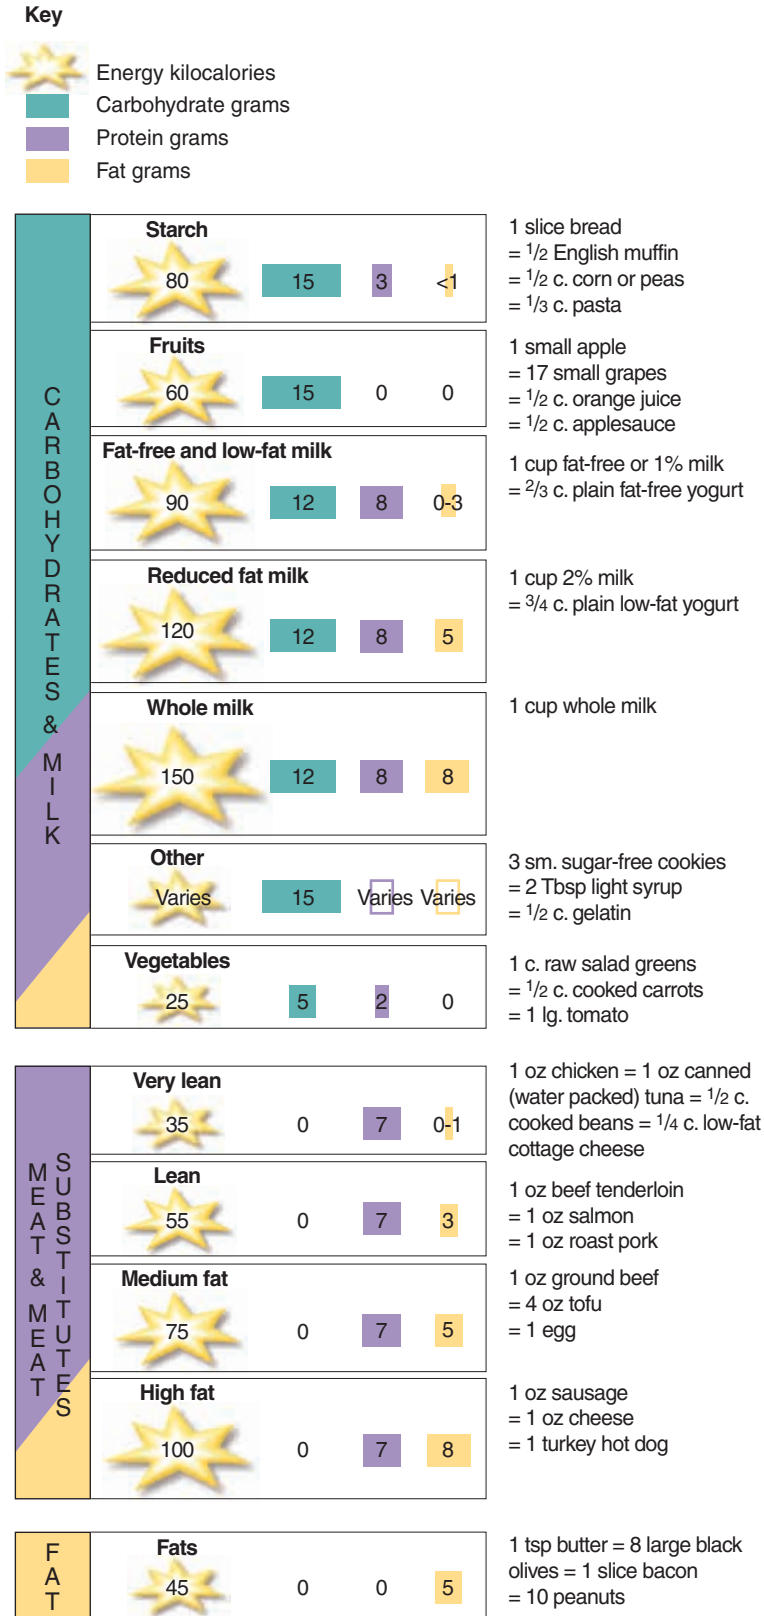 Key
Energy kilocalories
Carbohydrate grams
Protein grams
Fat grams
CARBOHYDRATES & MILK
Starch
80 15 3 <1
1 slice bread
= 1/2 English muffin
= 1/2 c. corn or peas
= 1/3 c. pasta
Fruits
60 15 0 0
1 small apple
= 17 small grapes
= 1/2 c. orange juice
= 1/2 c. applesauce
Fat-free and low-fat milk
90 12 8 0-3
1 cup fat-free or 1% milk
= 2/3 c. plain fat-free yogurt
Reduced fat milk
120 12 8 5
1 cup 2% milk
= 3/4 c. plain low-fat yogurt
Whole milk
150 12 8 8
1 cup whole milk
Other
Varies 15 Varies Varies
3 sm. sugar-free cookies
= 2 Tbsp light syrup
= 1/2 c. gelatin
Vegetables
25 5 2 0
1 c. raw salad greens
= 1/2 c. cooked carrots
= 1 lg. tomato
MEAT & MEAT
SUBSTITUTES
Very lean
35 0 7 0-1
1 oz chicken = 1 oz canned
(water packed) tuna = 1/2 c.
cooked beans = 1/4 c. low-fat
cottage cheese
Lean
55 0 7 3
1 oz beef tenderloin
= 1 oz salmon
= 1 oz roast pork
Medium fat
75 0 7 5
1 oz ground beef
= 4 oz tofu
= 1 egg
High fat
100 0 7 8
1 oz sausage
= 1 oz cheese
= 1 turkey hot dog
FAT
Fats
45 0 0 5
1 tsp butter = 8 large black
olives = 1 slice bacon
= 10 peanuts